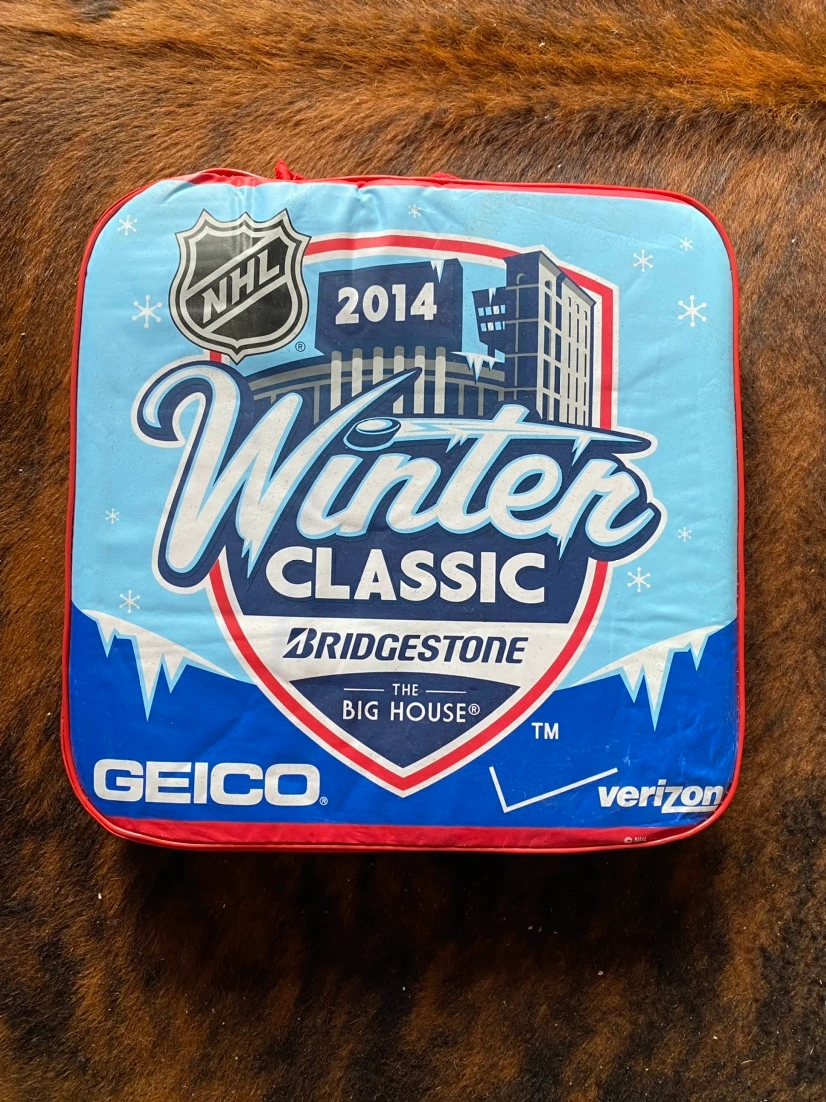 NHL
®
2014
Winter
CLASSIC
BRIDGESTONE
THE
BIG HOUSE®
TM
GEICO®
verizon